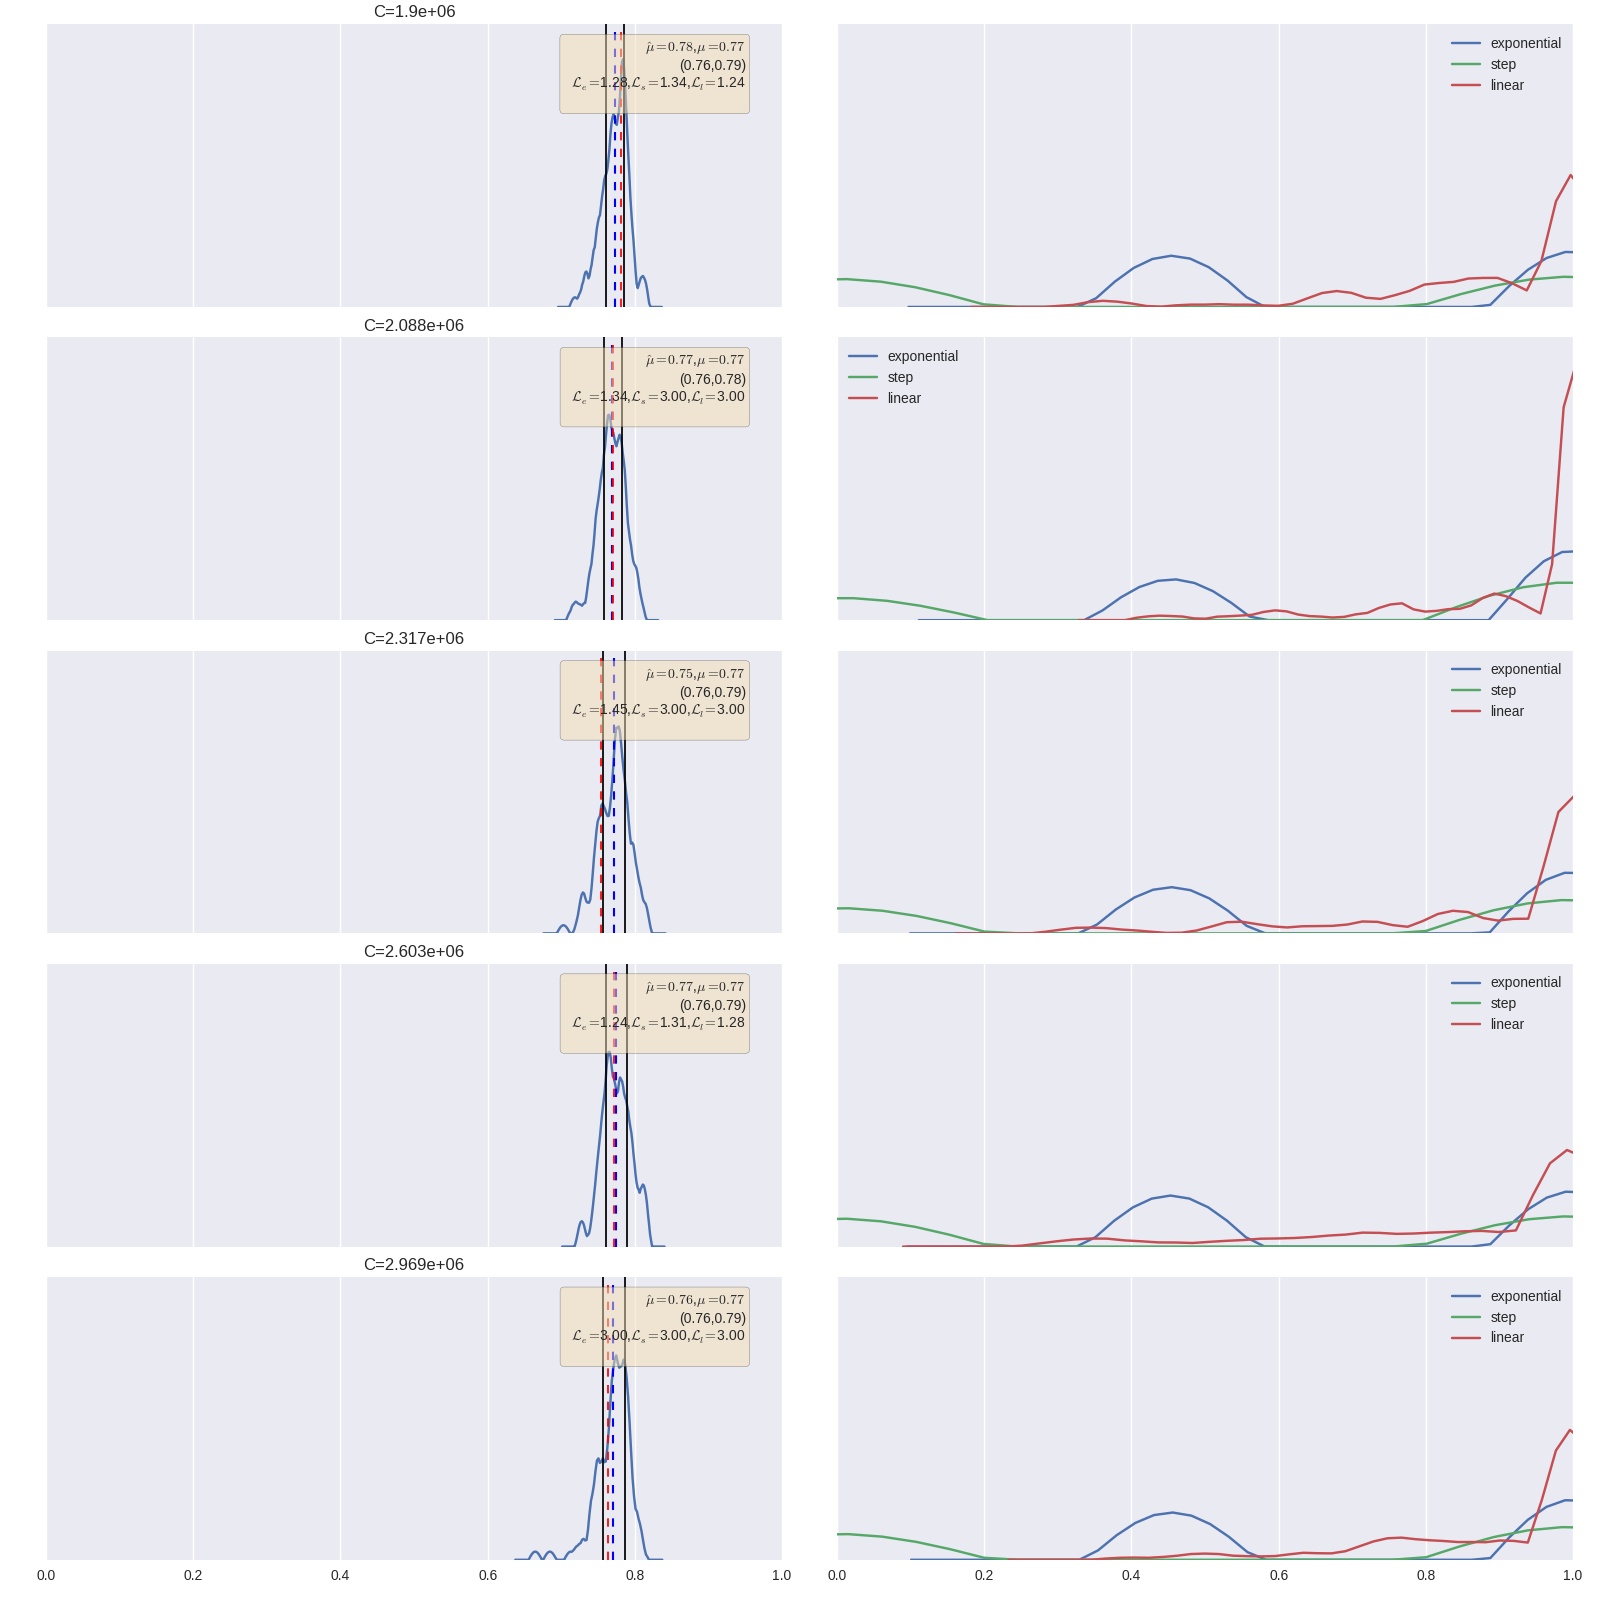 C=1.9e+06
μ̂=0.78,μ=0.77
(0.76,0.79)
ℒₑ=1.28,ℒₛ=1.34,ℒₗ=1.24
exponential
step
linear
C=2.088e+06
μ̂=0.77,μ=0.77
(0.76,0.78)
ℒₑ=1.34,ℒₛ=3.00,ℒₗ=3.00
exponential
step
linear
C=2.317e+06
μ̂=0.75,μ=0.77
(0.76,0.79)
ℒₑ=1.45,ℒₛ=3.00,ℒₗ=3.00
exponential
step
linear
C=2.603e+06
μ̂=0.77,μ=0.77
(0.76,0.79)
ℒₑ=1.24,ℒₛ=1.31,ℒₗ=1.28
exponential
step
linear
C=2.969e+06
μ̂=0.76,μ=0.77
(0.76,0.79)
ℒₑ=3.00,ℒₛ=3.00,ℒₗ=3.00
exponential
step
linear
0.0 0.2 0.4 0.6 0.8 1.0
0.0 0.2 0.4 0.6 0.8 1.0